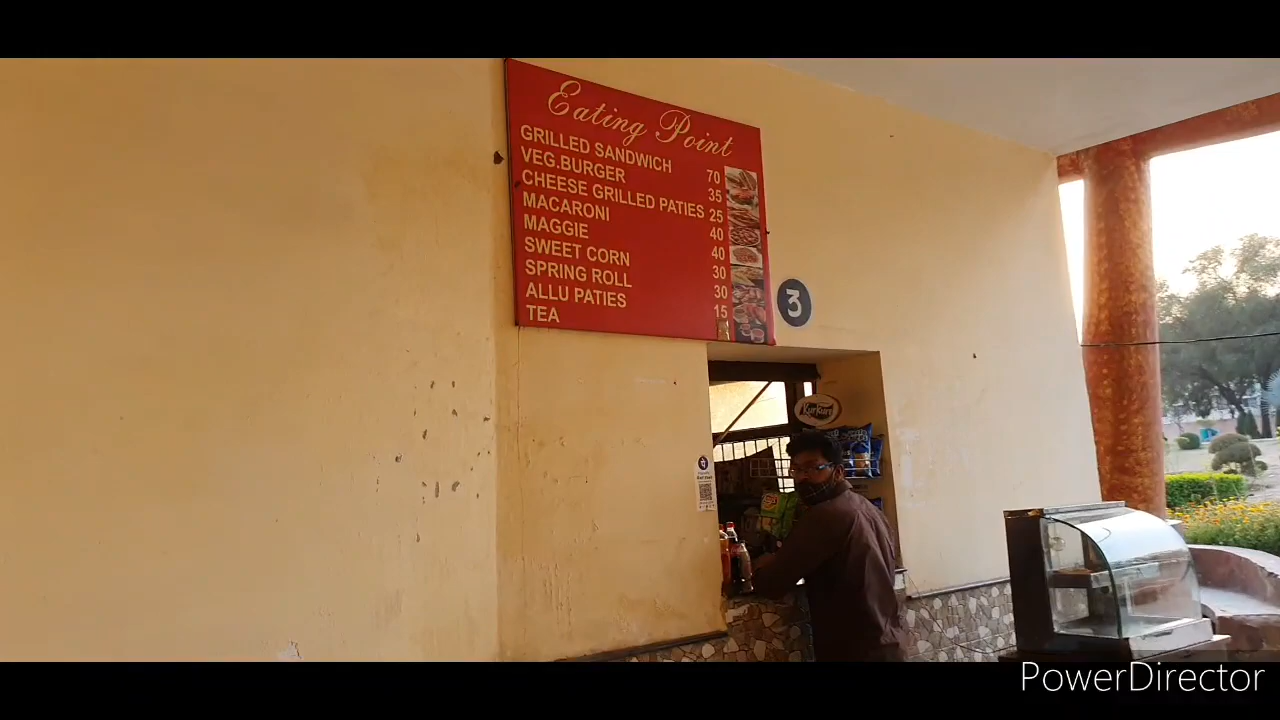 Eating Point
GRILLED SANDWICH 70
VEG.BURGER 35
CHEESE GRILLED PATIES 25
MACARONI 40
MAGGIE 40
SWEET CORN 30
SPRING ROLL 30
ALLU PATIES 15
TEA
3
KurKure
PowerDirector